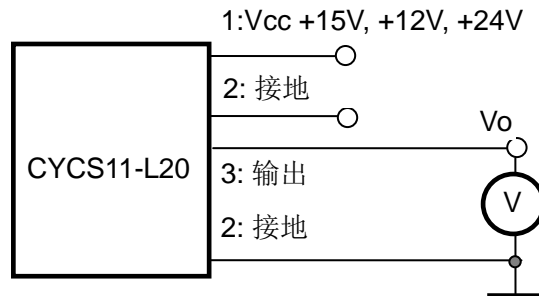 1:Vcc +15V, +12V, +24V
2: 接地
Vo
CYCS11-L20
3: 输出
V
2: 接地